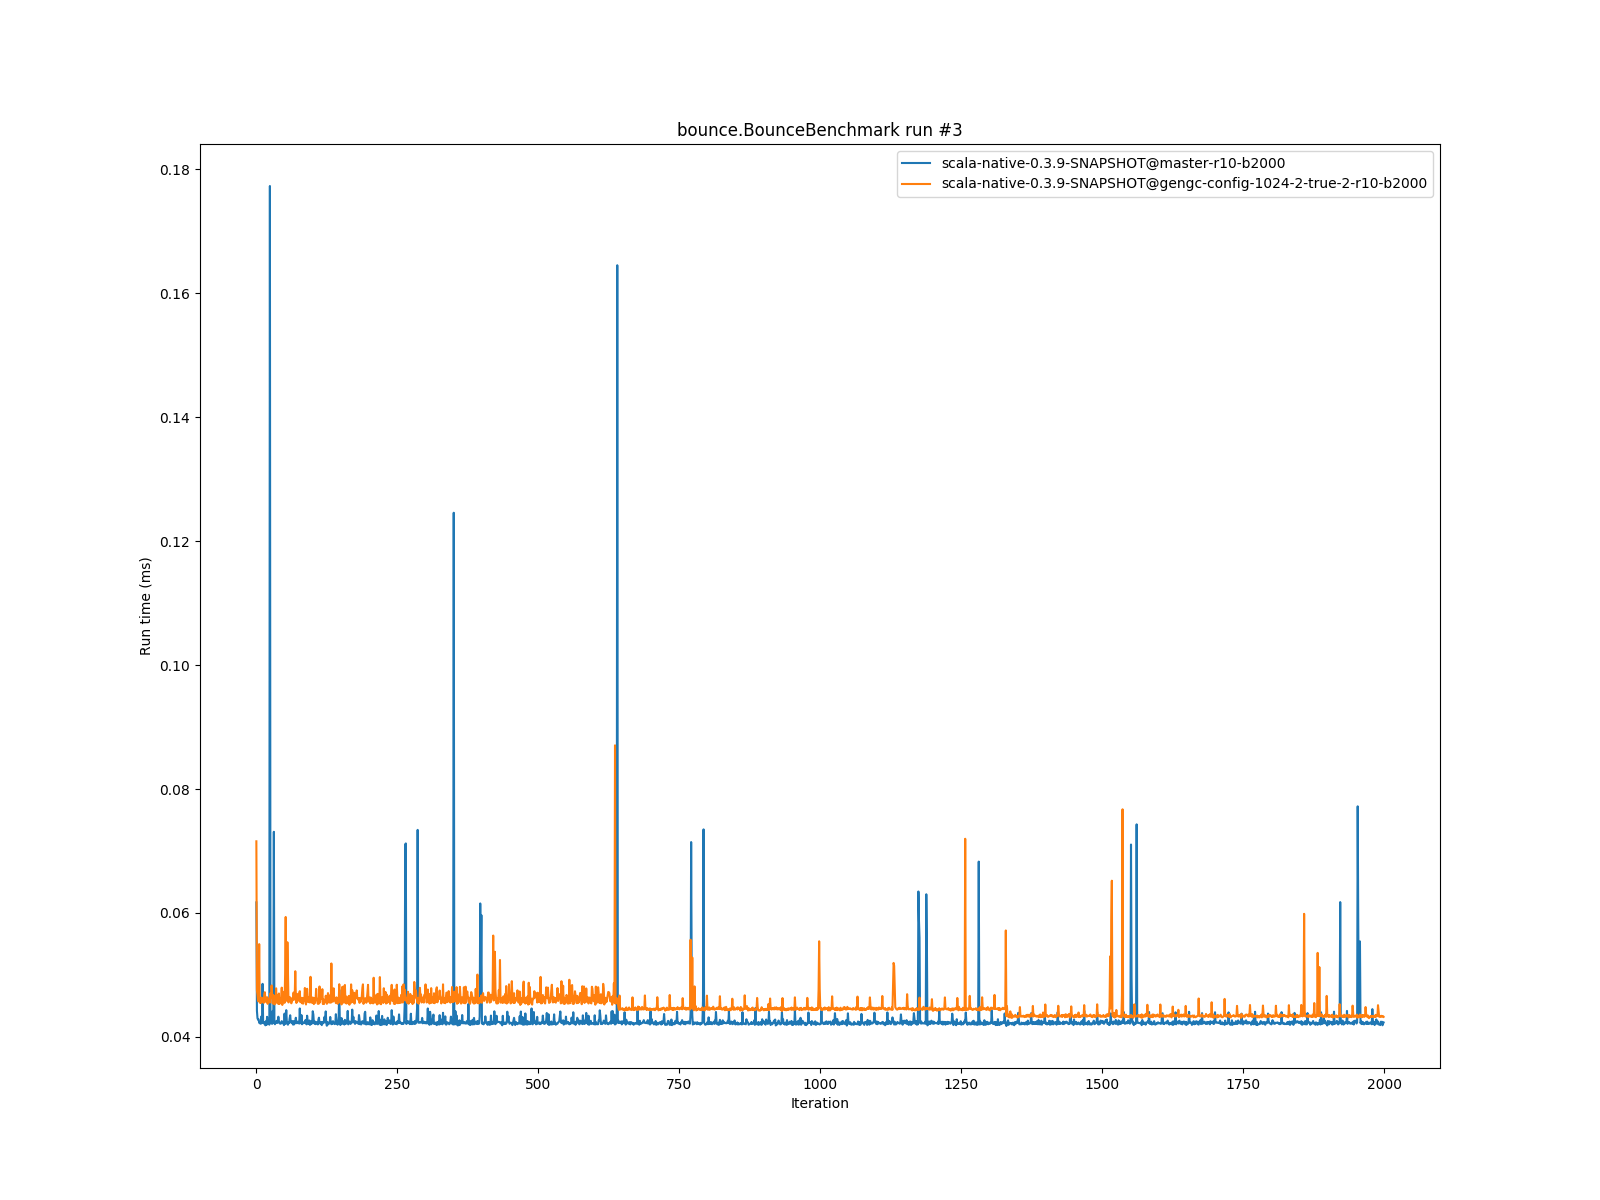 bounce.BounceBenchmark run #3
scala-native-0.3.9-SNAPSHOT@master-r10-b2000
scala-native-0.3.9-SNAPSHOT@gengc-config-1024-2-true-2-r10-b2000
0.18
0.16
0.14
0.12
0.10
0.08
0.06
0.04
Run time (ms)
0 250 500 750 1000 1250 1500 1750 2000
Iteration